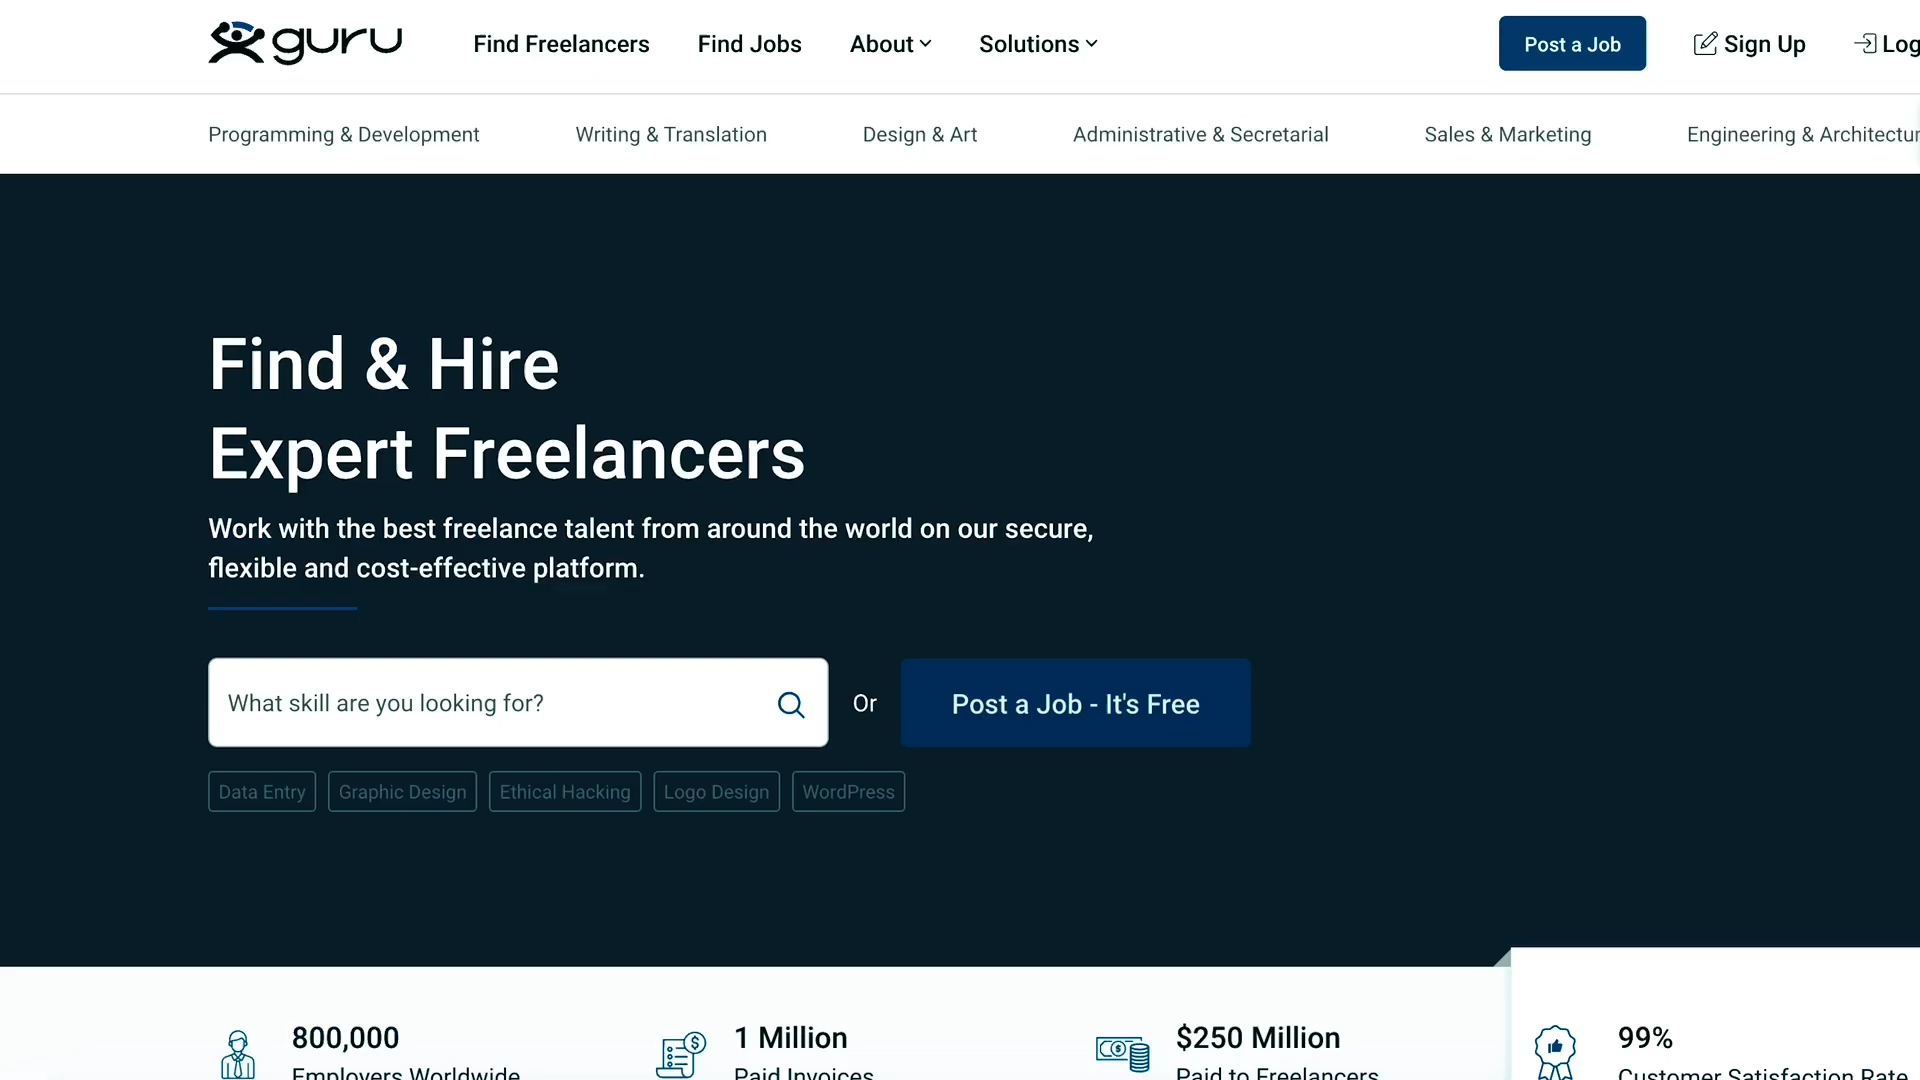 guru
Find Freelancers
Find Jobs
About
Solutions
Post a Job
Sign Up
Log
Programming & Development
Writing & Translation
Design & Art
Administrative & Secretarial
Sales & Marketing
Engineering & Architectur
Find & Hire
Expert Freelancers
Work with the best freelance talent from around the world on our secure,
flexible and cost-effective platform.
What skill are you looking for?
Or
Post a Job - It's Free
Data Entry
Graphic Design
Ethical Hacking
Logo Design
WordPress
800,000
Employers Worldwide
1 Million
Paid Invoices
$250 Million
Paid to Freelancers
99%
Customer Satisfaction Rate